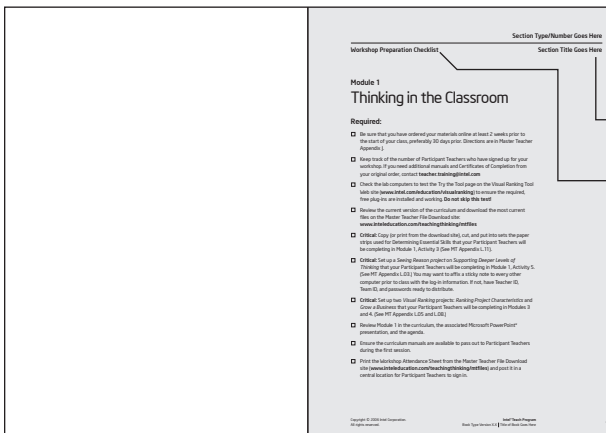 Section Type/Number Goes Here
Workshop Preparation Checklist
Section Title Goes Here
Module 1
Thinking in the Classroom
Required:
Be sure that you have ordered your materials online at least 2 weeks prior to
the start of your class, preferably 30 days prior. Directions are in Master Teacher
Appendix J.
Keep track of the number of Participant Teachers who have signed up for your
workshop. If you need additional manuals and Certificates of Completion from
your original order, contact teacher.training@intel.com
Check the lab computers to test the Try the Tool page on the Visual Ranking Tool
Web site (www.intel.com/education/visualranking) to ensure the required,
free plug-ins are installed and working. Do not skip this test!
Review the current version of the curriculum and download the most current
files on the Master Teacher File Download site:
www.inteleducation.com/teachingthinking/mtfiles
Critical: Copy (or print from the download site), cut, and put into sets the paper
strips used for Determining Essential Skills that your Participant Teachers will
be completing in Module 1, Activity 3 (See MT Appendix L.11).
Critical: Set up a Seeing Reason project on Supporting Deeper Levels of
Thinking that your Participant Teachers will be completing in Module 1, Activity 5.
(See MT Appendix L.03.) You may want to affix a sticky note to every other
computer prior to class with the log-in information. If not, have Teacher ID,
Team ID, and passwords ready to distribute.
Critical: Set up two Visual Ranking projects: Ranking Project Characteristics and
Grow a Business that your Participant Teachers will be completing in Modules 3
and 4. (See MT Appendix L.05 and L.08.)
Review Module 1 in the curriculum, the associated Microsoft PowerPoint*
presentation, and the agenda.
Ensure the curriculum manuals are available to pass out to Participant Teachers
during the first session.
Print the Workshop Attendance Sheet from the Master Teacher File Download
site (www.inteleducation.com/teachingthinking/mtfiles) and post it in a
central location for Participant Teachers to sign in.
Copyright © 2009 Intel Corporation.
All rights reserved.
Intel® Teach Program
Book Type Version X.X | Title of Book Goes Here